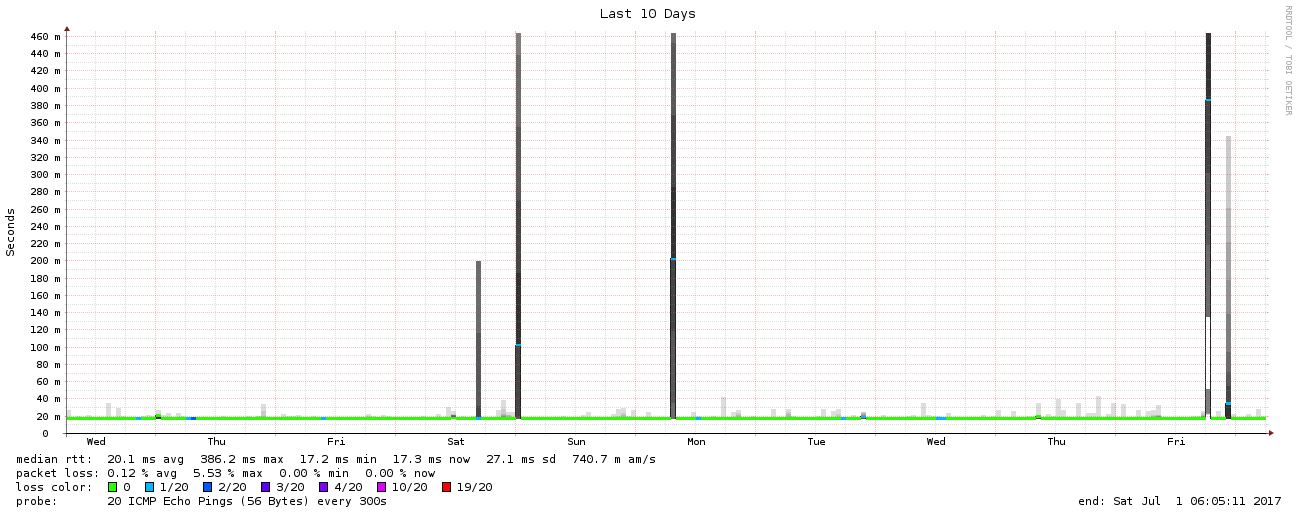 Last 10 Days
RRDTOOL / TOBI OETIKER
Seconds
460 m
440 m
420 m
400 m
380 m
360 m
340 m
320 m
300 m
280 m
260 m
240 m
220 m
200 m
180 m
160 m
140 m
120 m
100 m
80 m
60 m
40 m
20 m
0
Wed Thu Fri Sat Sun Mon Tue Wed Thu Fri
median rtt: 20.1 ms avg 386.2 ms max 17.2 ms min 17.3 ms now 27.1 ms sd 740.7 m am/s
packet loss: 0.12 % avg 5.53 % max 0.00 % min 0.00 % now
loss color: 0 1/20 2/20 3/20 4/20 10/20 19/20
probe: 20 ICMP Echo Pings (56 Bytes) every 300s end: Sat Jul 1 06:05:11 2017